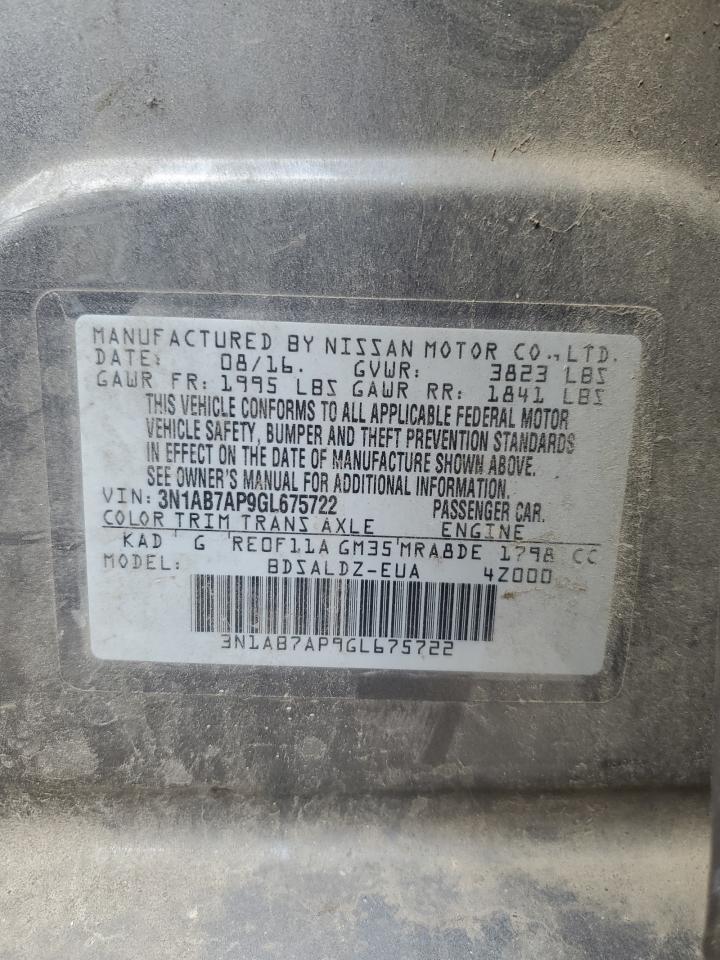 MANUFACTURED BY NISSAN MOTOR CO., LTD.
DATE: 08/16. GVWR: 3823 LBS
GAWR FR: 1995 LBS GAWR RR: 1841 LBS
THIS VEHICLE CONFORMS TO ALL APPLICABLE FEDERAL MOTOR
VEHICLE SAFETY, BUMPER AND THEFT PREVENTION STANDARDS
IN EFFECT ON THE DATE OF MANUFACTURE SHOWN ABOVE.
SEE OWNER'S MANUAL FOR ADDITIONAL INFORMATION.
VIN: 3N1AB7AP9GL675722 PASSENGER CAR.
COLOR TRIM TRANS AXLE ENGINE
KAD G RE0F11A GM35 MRA8DE 1798 CC
MODEL: BDSALDZ-EUA 4Z000
3N1AB7AP9GL675722